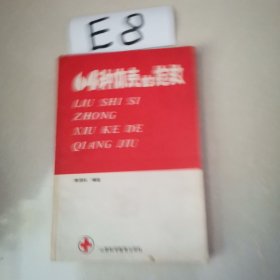 E8
64种休克的抢救
LIU SHI SI
ZHONG
XIU KE DE
QIANG JIU